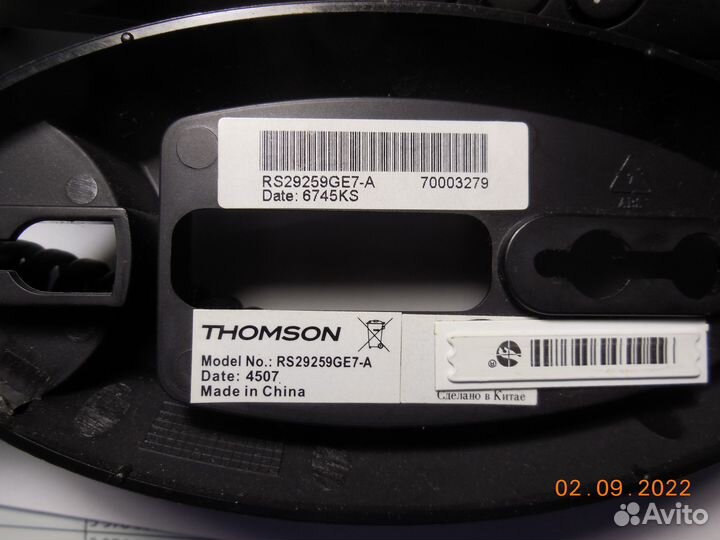 RS29259GE7-A 70003279
Date: 6745KS
THOMSON
Model No.: RS29259GE7-A
Date: 4507
Made in China
Сделано в Китае
02.09.2022
Avito